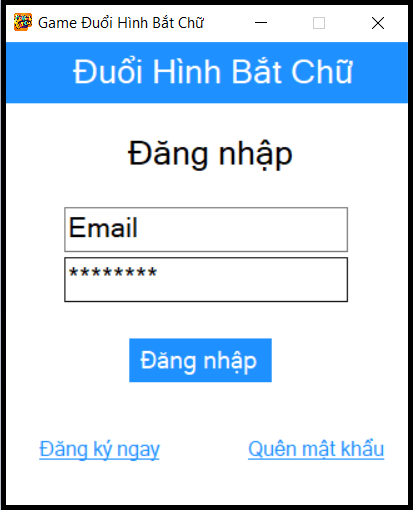 Game Đuổi Hình Bắt Chữ
Đuổi Hình Bắt Chữ
Đăng nhập
Email
********
Đăng nhập
Đăng ký ngay
Quên mật khẩu